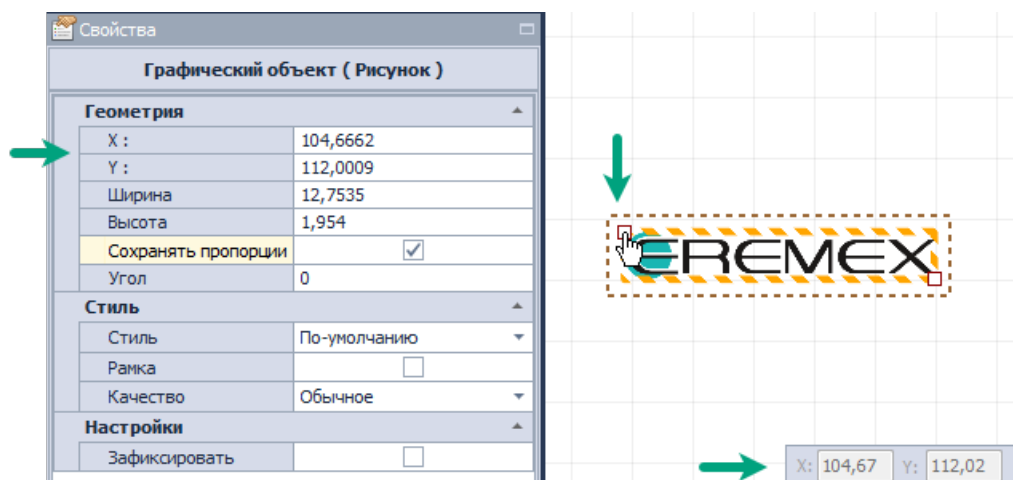 Свойства
Графический объект ( Рисунок )
Геометрия
X : 104,6662
Y : 112,0009
Ширина 12,7535
Высота 1,954
Сохранять пропорции
Угол 0
Стиль
Стиль По-умолчанию
Рамка
Качество Обычное
Настройки
Зафиксировать
EREMEX
X: 104,67 Y: 112,02